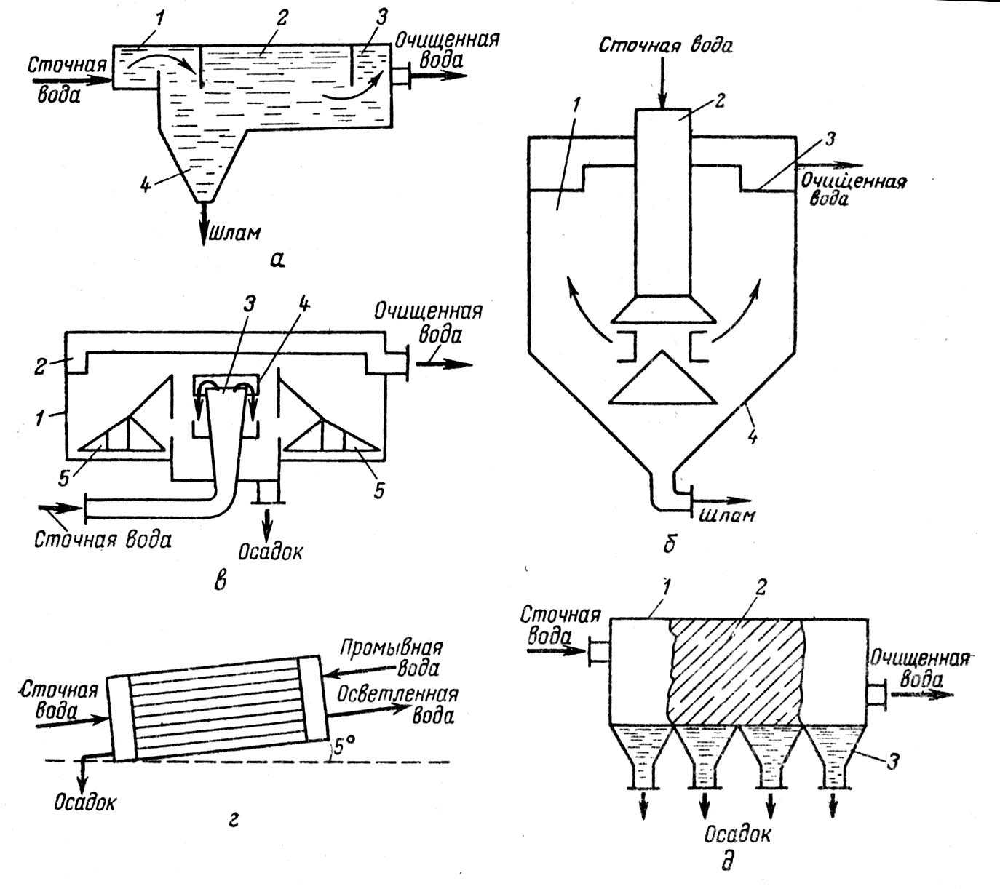 1
2
3
Сточная
вода
Очищенная
вода
4
Шлам
а
Сточная вода
1
2
3
Очищенная
вода
4
Шлам
б
3
4
Очищенная
вода
2
1
5
5
Сточная вода
Осадок
в
Промывная
вода
Сточная
вода
Осветленная
вода
5°
Осадок
г
1
2
Сточная
вода
Очищенная
вода
3
Осадок
д